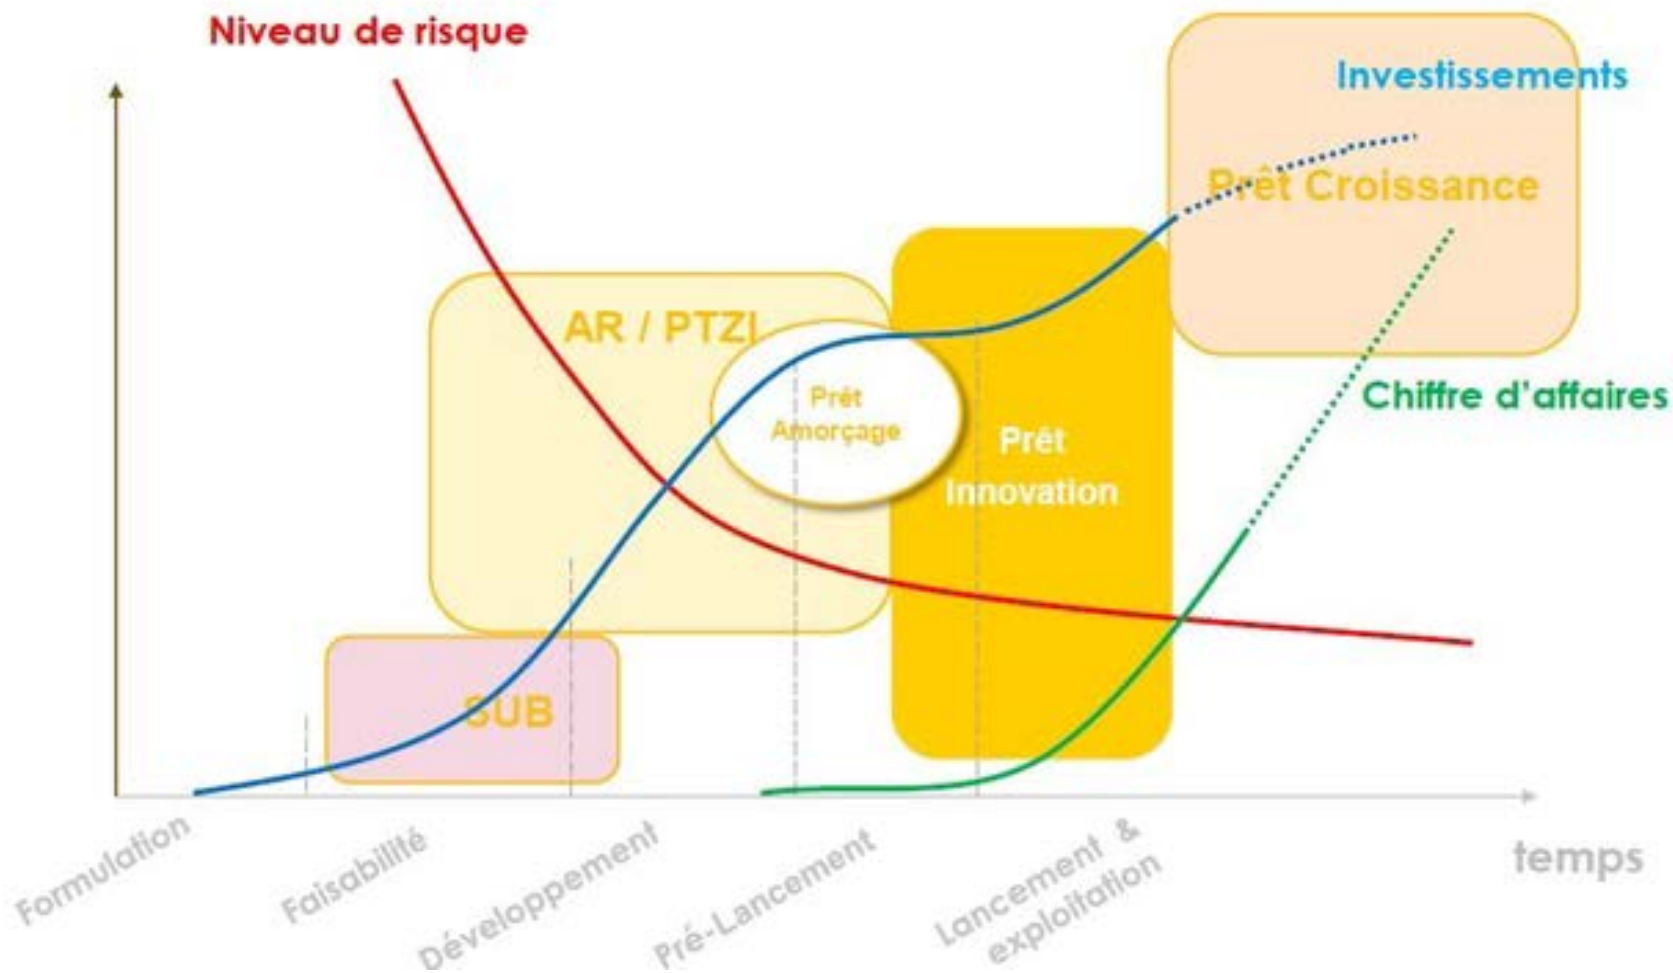 Niveau de risque
Investissements
Prêt Croissance
AR / PTZI
Prêt
Amorçage
Chiffre d'affaires
Prêt
Innovation
SUB
Formulation
Faisabilité
Développement
Pré-Lancement
Lancement &
exploitation
temps